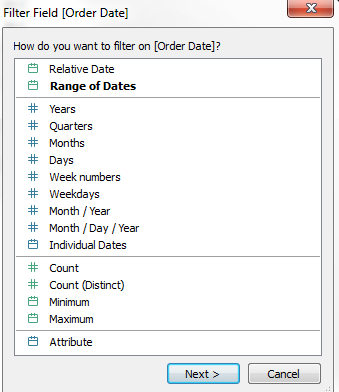 Filter Field [Order Date]
How do you want to filter on [Order Date]?
Relative Date
Range of Dates
Years
Quarters
Months
Days
Week numbers
Weekdays
Month / Year
Month / Day / Year
Individual Dates
Count
Count (Distinct)
Minimum
Maximum
Attribute
Next >
Cancel